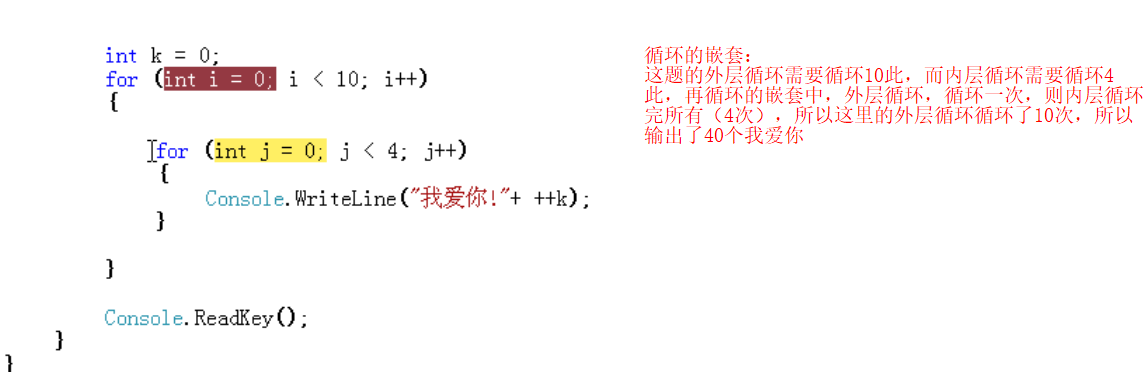 int k = 0;
for (int i = 0; i < 10; i++)
{
for (int j = 0; j < 4; j++)
{
Console.WriteLine("我爱你!"+ ++k);
}
}
Console.ReadKey();
}
}
循环的嵌套：
这题的外层循环需要循环10此，而内层循环需要循环4
此，再循环的嵌套中，外层循环，循环一次，则内层循环
完所有（4次），所以这里的外层循环循环了10次，所以
输出了40个我爱你